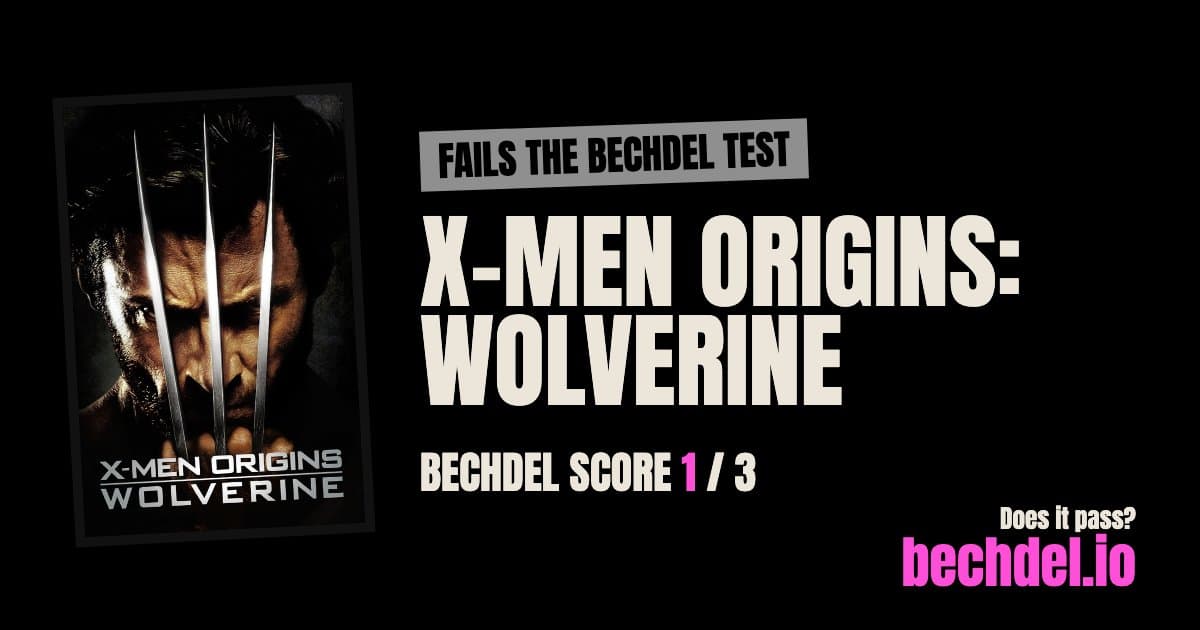 X-MEN ORIGINS
WOLVERINE
FAILS THE BECHDEL TEST
X-MEN ORIGINS:
WOLVERINE
BECHDEL SCORE 1 / 3
Does it pass?
bechdel.io